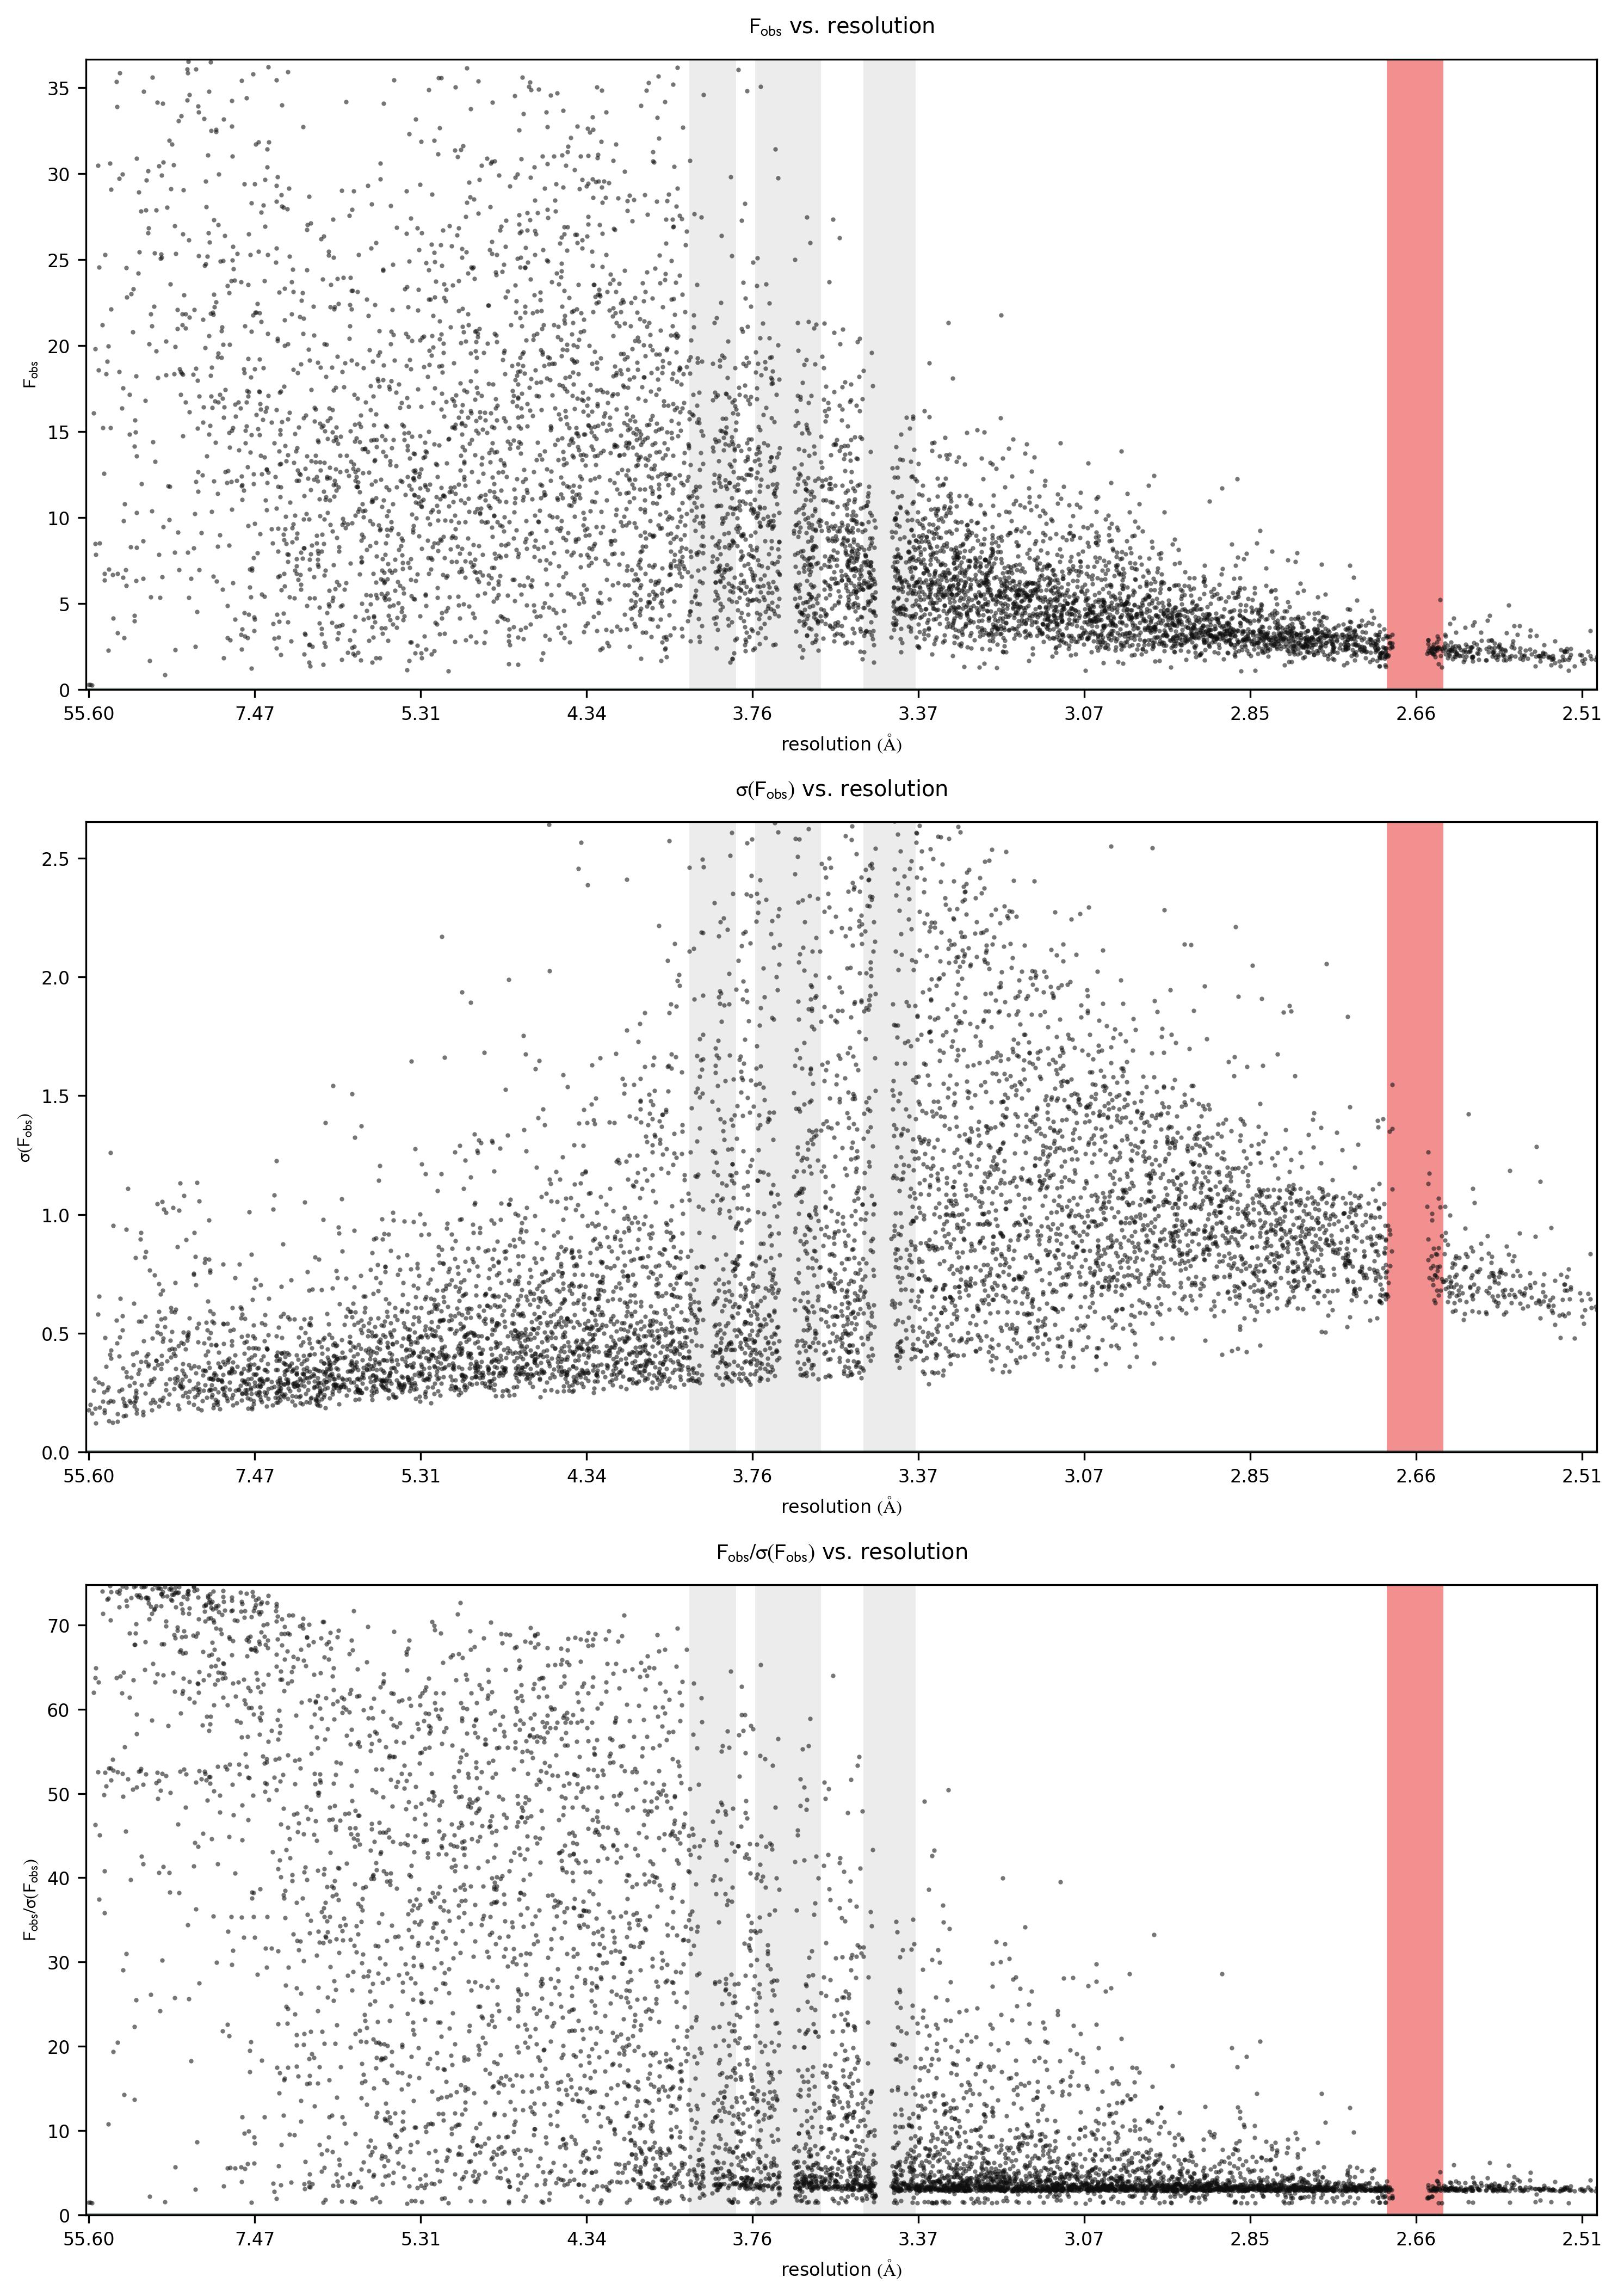 Fobs vs. resolution
35
30
25
20
15
10
5
0
Fobs
55.60 7.47 5.31 4.34 3.76 3.37 3.07 2.85 2.66 2.51
resolution (Å)
σ(Fobs) vs. resolution
2.5
2.0
1.5
1.0
0.5
0.0
σ(Fobs)
55.60 7.47 5.31 4.34 3.76 3.37 3.07 2.85 2.66 2.51
resolution (Å)
Fobs/σ(Fobs) vs. resolution
70
60
50
40
30
20
10
0
Fobs/σ(Fobs)
55.60 7.47 5.31 4.34 3.76 3.37 3.07 2.85 2.66 2.51
resolution (Å)